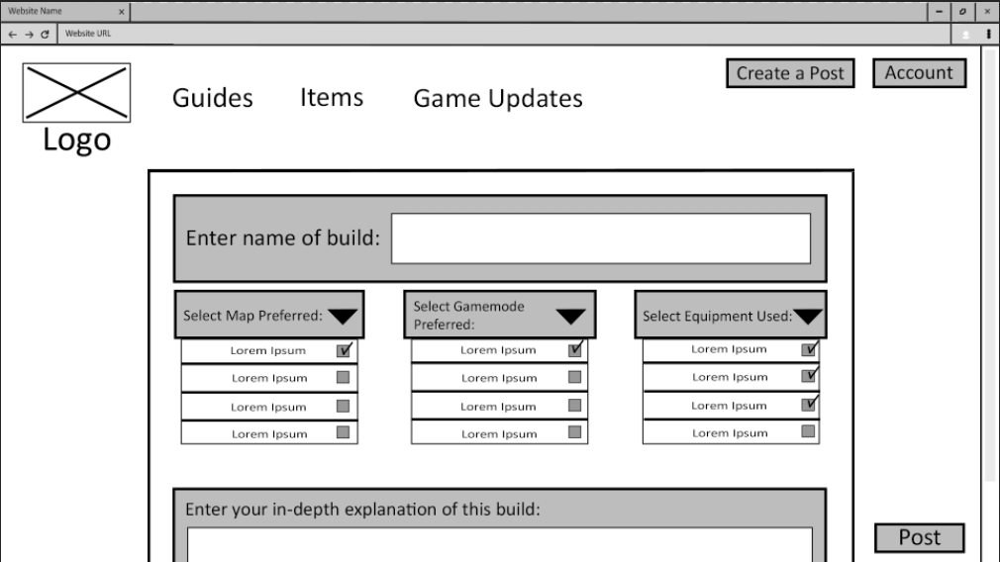 Website Name
Website URL
Create a Post
Account
Guides
Items
Game Updates
Logo
Enter name of build:
Select Map Preferred:
Select Gamemode
Preferred:
Select Equipment Used:
Lorem Ipsum
Lorem Ipsum
Lorem Ipsum
Lorem Ipsum
Lorem Ipsum
Lorem Ipsum
Lorem Ipsum
Lorem Ipsum
Lorem Ipsum
Lorem Ipsum
Lorem Ipsum
Lorem Ipsum
Enter your in-depth explanation of this build:
Post